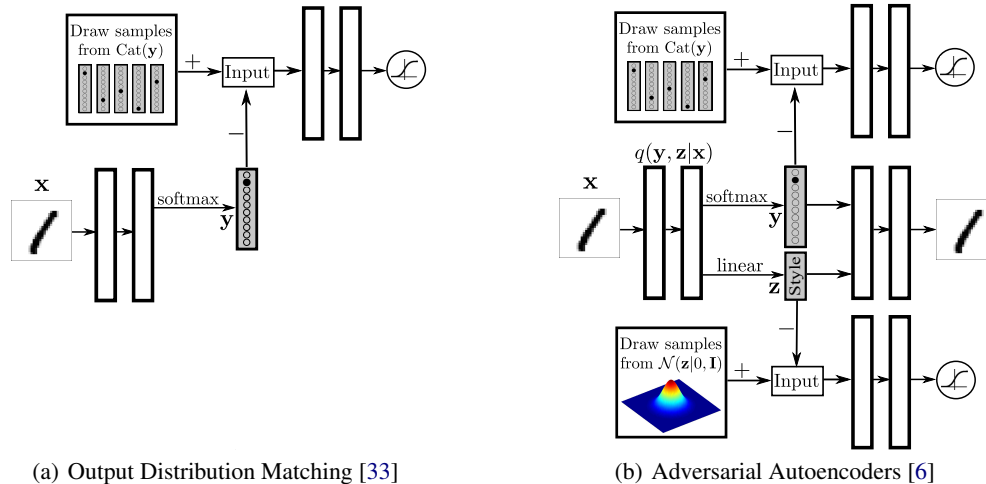 Draw samples
from Cat(y)
+
Input
−
x
softmax
y
(a) Output Distribution Matching [33]
Draw samples
from Cat(y)
+
Input
−
q(y, z|x)
x
softmax
y
linear
z
Style
−
Draw samples
from 𝒩(z|0, I)
+
Input
(b) Adversarial Autoencoders [6]